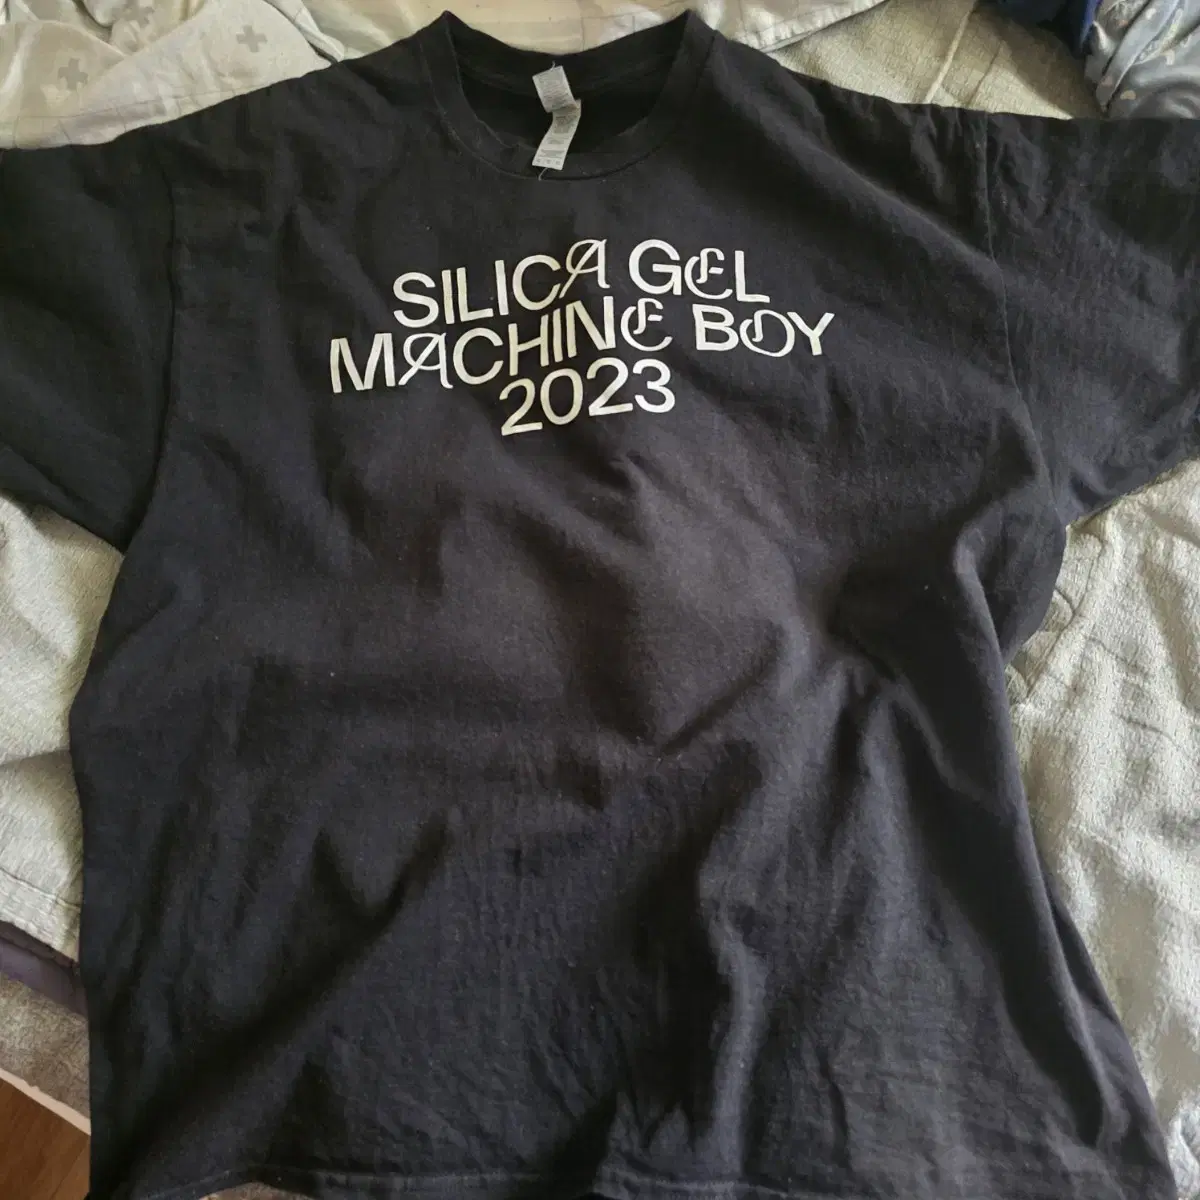 SILICA GEL
MACHINE BOY
2023